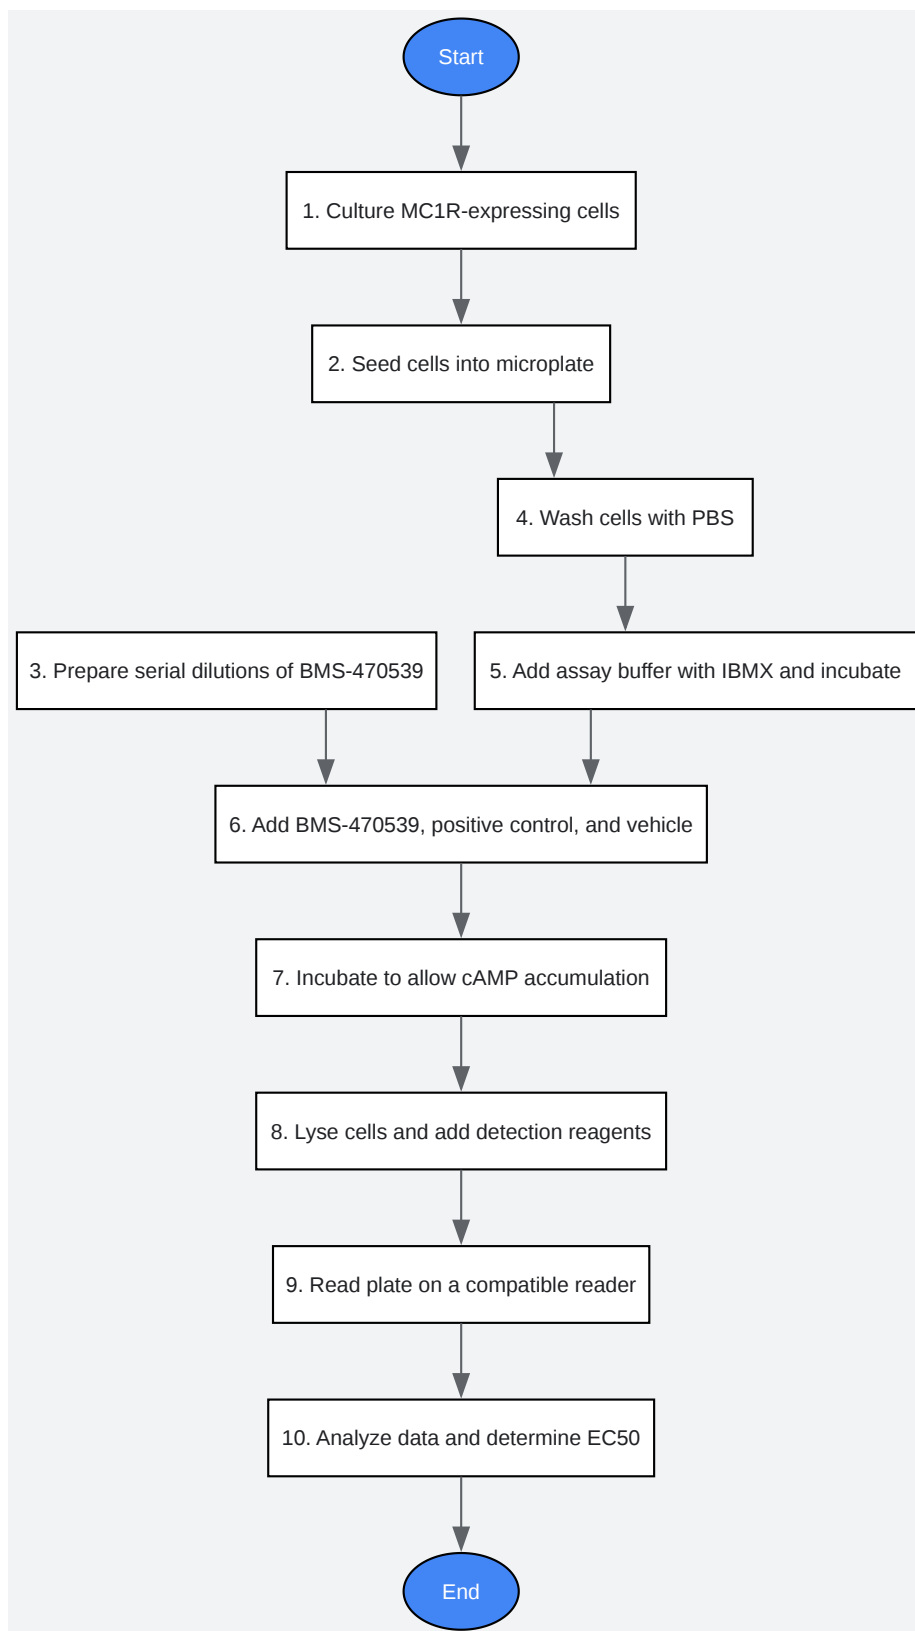 Start
1. Culture MC1R-expressing cells
2. Seed cells into microplate
4. Wash cells with PBS
3. Prepare serial dilutions of BMS-470539
5. Add assay buffer with IBMX and incubate
6. Add BMS-470539, positive control, and vehicle
7. Incubate to allow cAMP accumulation
8. Lyse cells and add detection reagents
9. Read plate on a compatible reader
10. Analyze data and determine EC50
End